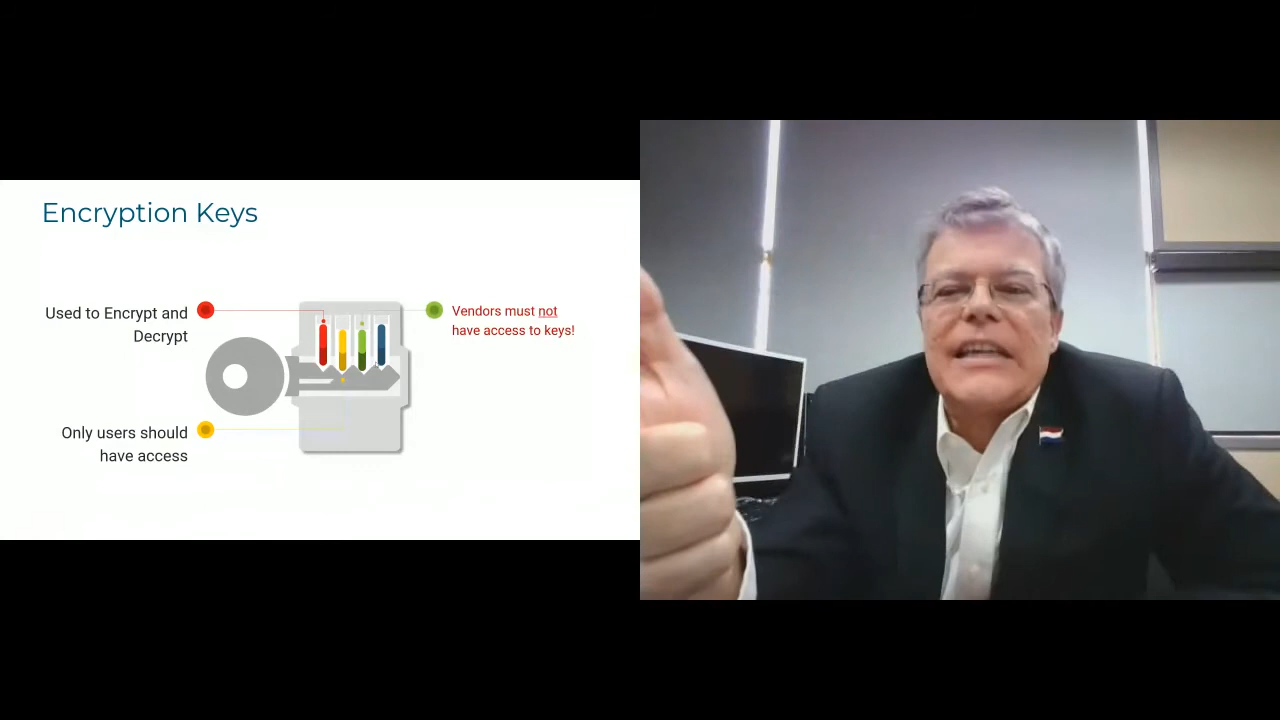 Encryption Keys
Used to Encrypt and
Decrypt
Vendors must not
have access to keys!
Only users should
have access